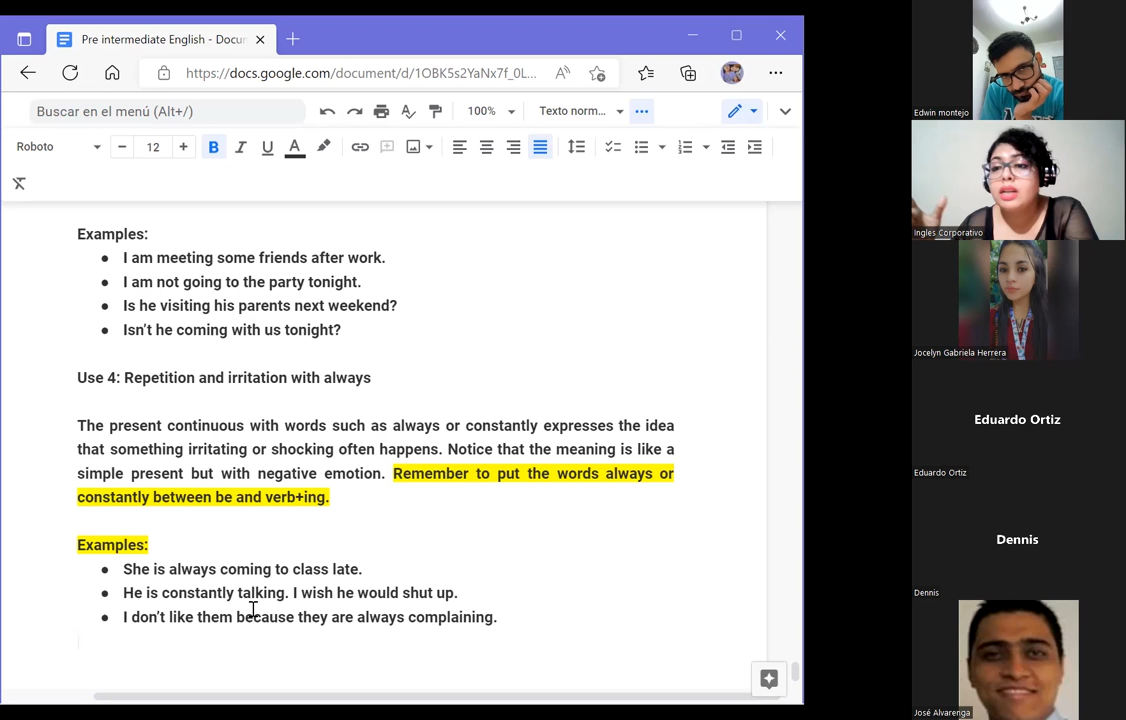 Pre intermediate English - Docur
https://docs.google.com/document/d/1OBK5s2YaNx7f_0L...
Buscar en el menú (Alt+/)
100%
Texto norm...
Roboto
12
Examples:
● I am meeting some friends after work.
● I am not going to the party tonight.
● Is he visiting his parents next weekend?
● Isn't he coming with us tonight?
Use 4: Repetition and irritation with always
The present continuous with words such as always or constantly expresses the idea
that something irritating or shocking often happens. Notice that the meaning is like a
simple present but with negative emotion. Remember to put the words always or
constantly between be and verb+ing.
Examples:
● She is always coming to class late.
● He is constantly talking. I wish he would shut up.
● I don't like them because they are always complaining.
Edwin montejo
Ingles Corporativo
Jocelyn Gabriela Herrera
Eduardo Ortiz
Eduardo Ortiz
Dennis
Dennis
José Alvarenga